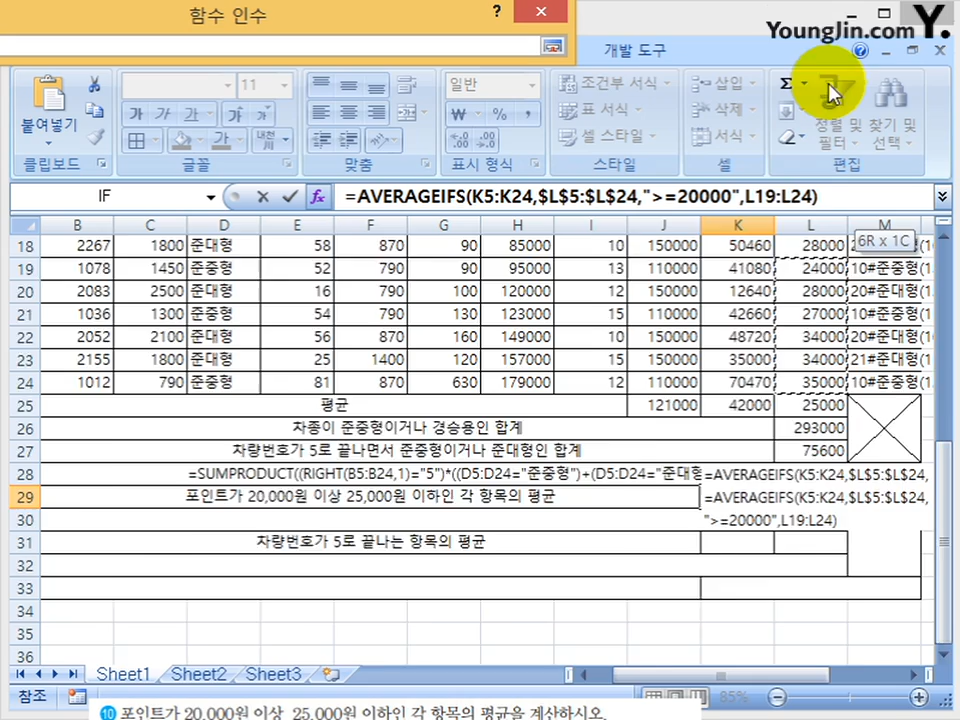 함수 인수
?
YoungJin.com Y.
개발 도구
붙여넣기
클립보드
11
가 가 가
가 가
가 내천
글꼴
맞춤
일반
₩ % ,
표시 형식
조건부 서식
표 서식
셀 스타일
스타일
삽입
삭제
서식
셀
Σ
정렬 및 필터
찾기 및 선택
편집
IF
fx
=AVERAGEIFS(K5:K24,$L$5:$L$24,">=20000",L19:L24)
B C D E F G H I J K L M
6R x 1C
18 2267 1800 준대형 58 870 90 85000 10 150000 50460 28000
19 1078 1450 준중형 52 790 90 95000 13 110000 41080 24000 10#준중형(1
20 2083 2500 준대형 16 790 100 120000 12 150000 12640 28000 20#준대형(1
21 1036 1300 준중형 54 790 130 123000 15 110000 42660 27000 10#준중형(1
22 2052 2100 준대형 56 870 160 149000 10 150000 48720 34000 20#준대형(1
23 2155 1800 준대형 25 1400 120 157000 15 150000 35000 34000 21#준대형(1
24 1012 790 준중형 81 870 630 179000 12 110000 70470 35000 10#준중형(1
25 평균 121000 42000 25000
26 차종이 준중형이거나 경승용인 합계 293000
27 차량번호가 5로 끝나면서 준중형이거나 준대형인 합계 75600
28 =SUMPRODUCT((RIGHT(B5:B24,1)="5")*((D5:D24="준중형")+(D5:D24="준대형 =AVERAGEIFS(K5:K24,$L$5:$L$24,
29 포인트가 20,000원 이상 25,000원 이하인 각 항목의 평균 =AVERAGEIFS(K5:K24,$L$5:$L$24,
30 ">=20000",L19:L24)
31 차량번호가 5로 끝나는 항목의 평균
32
33
34
35
36
Sheet1 Sheet2 Sheet3
참조
85%
10 포인트가 20,000원 이상 25,000원 이하인 각 항목의 평균을 계산하시오.